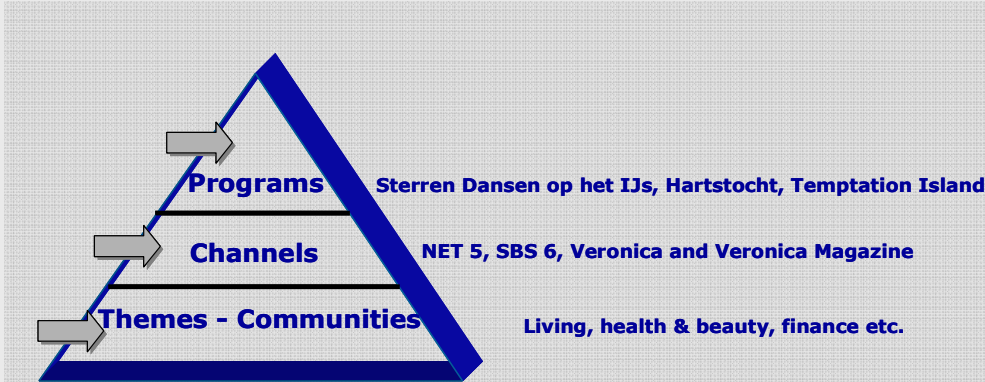 Programs
Sterren Dansen op het IJs, Hartstocht, Temptation Island
Channels
NET 5, SBS 6, Veronica and Veronica Magazine
Themes - Communities
Living, health & beauty, finance etc.